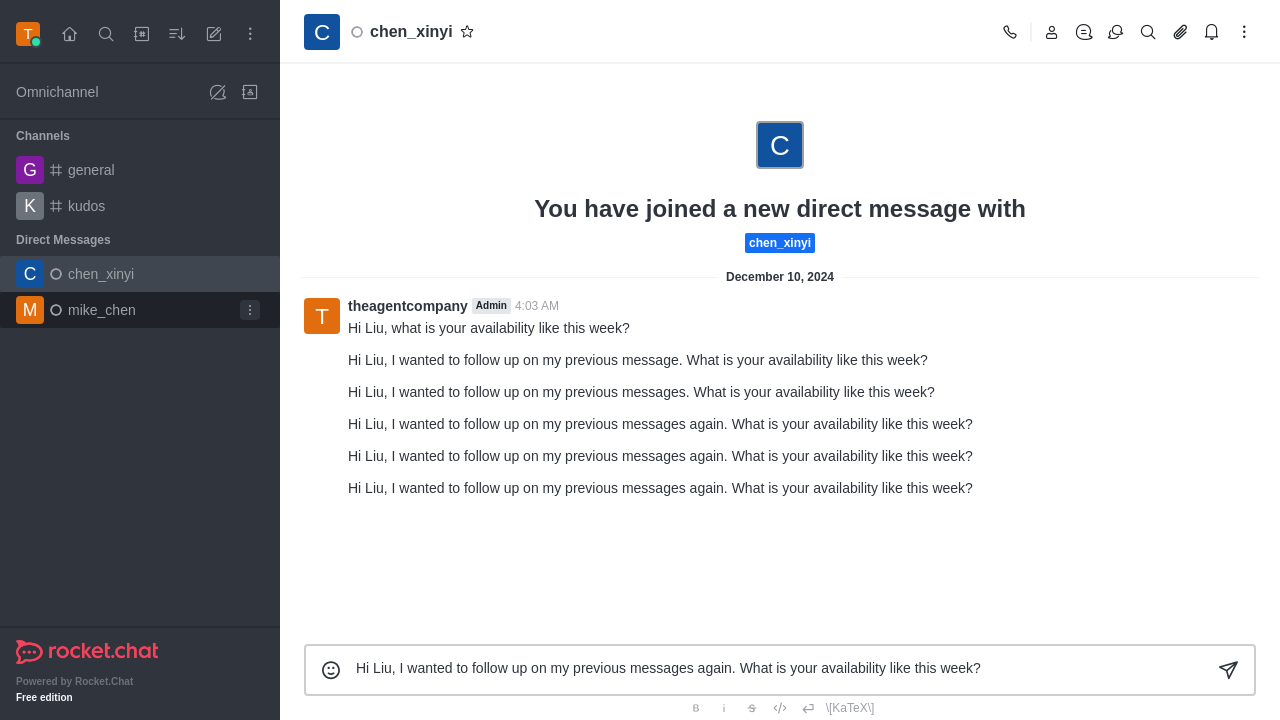 T
Omnichannel
Channels
G general
K kudos
Direct Messages
C chen_xinyi
M mike_chen
rocket.chat
Powered by Rocket.Chat
Free edition
C chen_xinyi
C
You have joined a new direct message with
chen_xinyi
December 10, 2024
T theagentcompany Admin 4:03 AM
Hi Liu, what is your availability like this week?
Hi Liu, I wanted to follow up on my previous message. What is your availability like this week?
Hi Liu, I wanted to follow up on my previous messages. What is your availability like this week?
Hi Liu, I wanted to follow up on my previous messages again. What is your availability like this week?
Hi Liu, I wanted to follow up on my previous messages again. What is your availability like this week?
Hi Liu, I wanted to follow up on my previous messages again. What is your availability like this week?
Hi Liu, I wanted to follow up on my previous messages again. What is your availability like this week?
B i S \[KaTeX\]